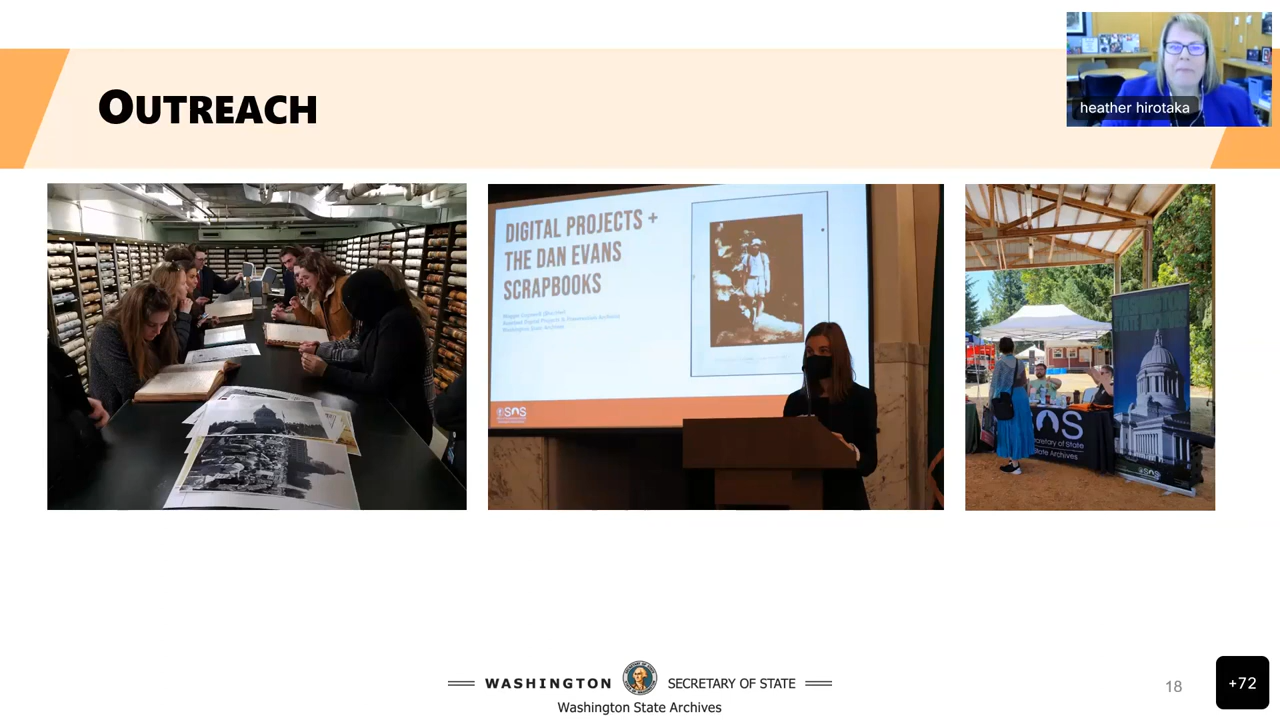 OUTREACH
heather hirotaka
DIGITAL PROJECTS +
THE DAN EVANS
SCRAPBOOKS
SOS
SOS
Secretary of State
State Archives
SOS
WASHINGTON SECRETARY OF STATE
Washington State Archives
18
+72